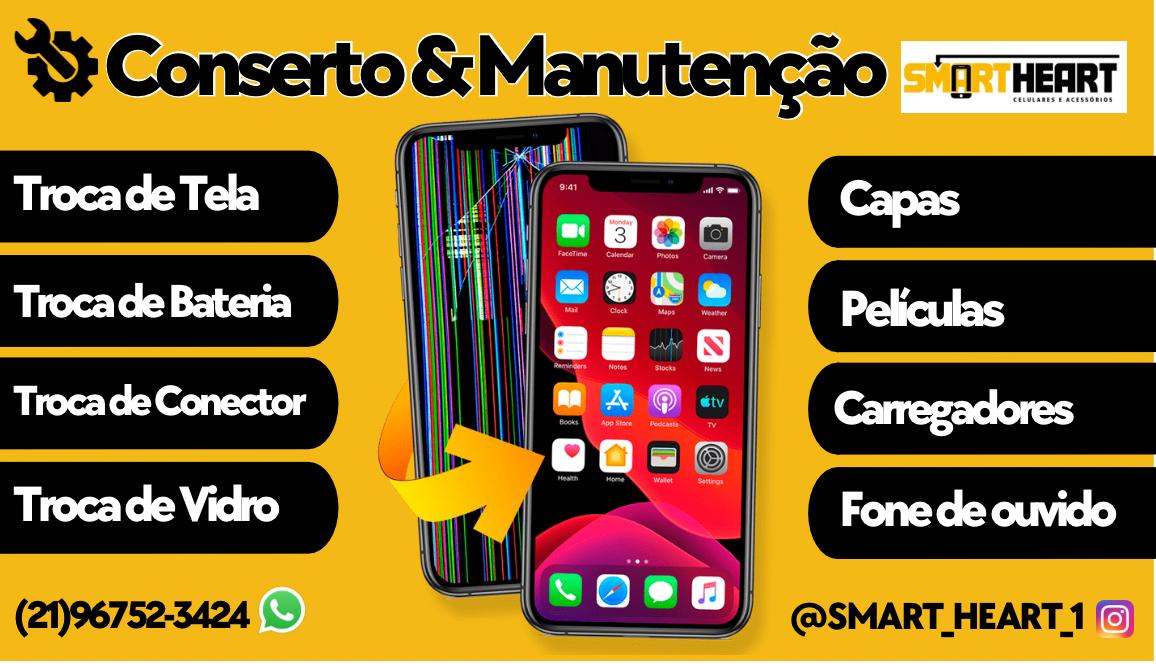 Conserto & Manutenção
SMARTHEART
CELULARES E ACESSÓRIOS
Troca de Tela
Troca de Bateria
Troca de Conector
Troca de Vidro
9:41
FaceTime
Monday
3
Calendar
Photos
Camera
Mail
Clock
Maps
Weather
Reminders
Notes
Stocks
News
Books
App Store
Podcasts
tv
TV
Health
Home
Wallet
Settings
Capas
Películas
Carregadores
Fone de ouvido
(21)96752-3424
@SMART_HEART_1